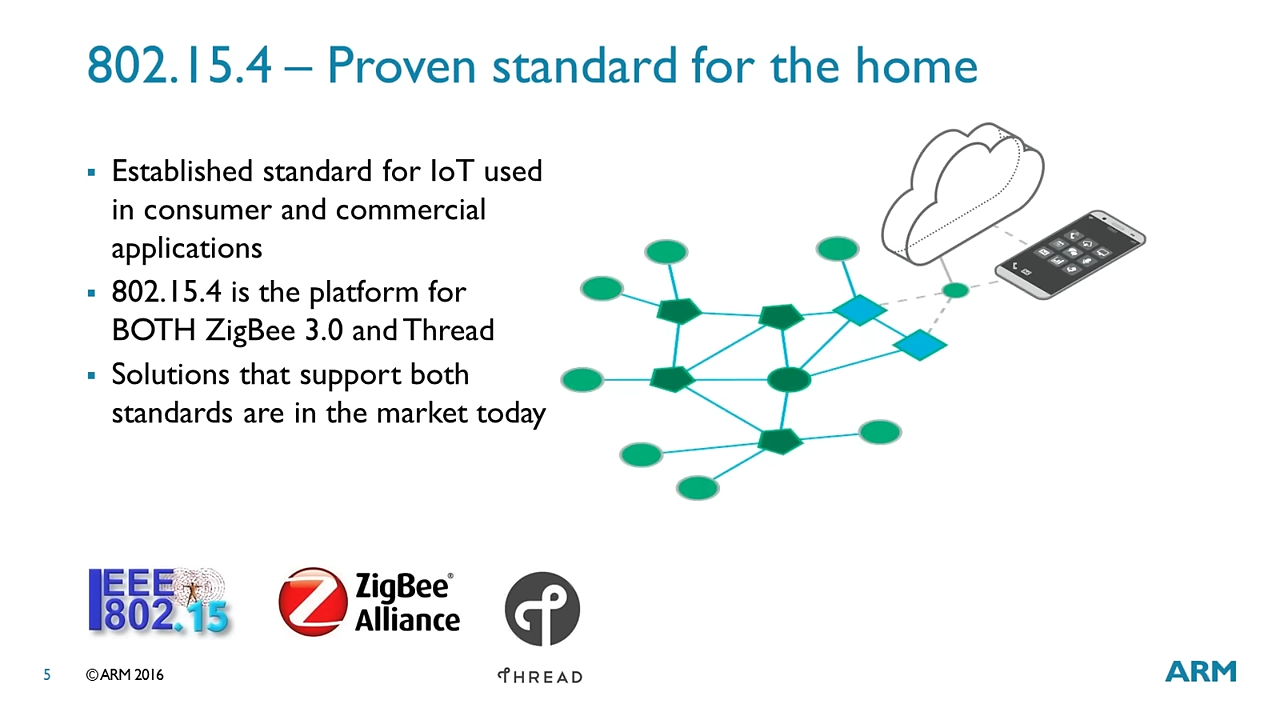 802.15.4 – Proven standard for the home
▪ Established standard for IoT used
in consumer and commercial
applications
▪ 802.15.4 is the platform for
BOTH ZigBee 3.0 and Thread
▪ Solutions that support both
standards are in the market today
IEEE
802.15
ZigBee®
Alliance
THREAD
5 © ARM 2016
ARM